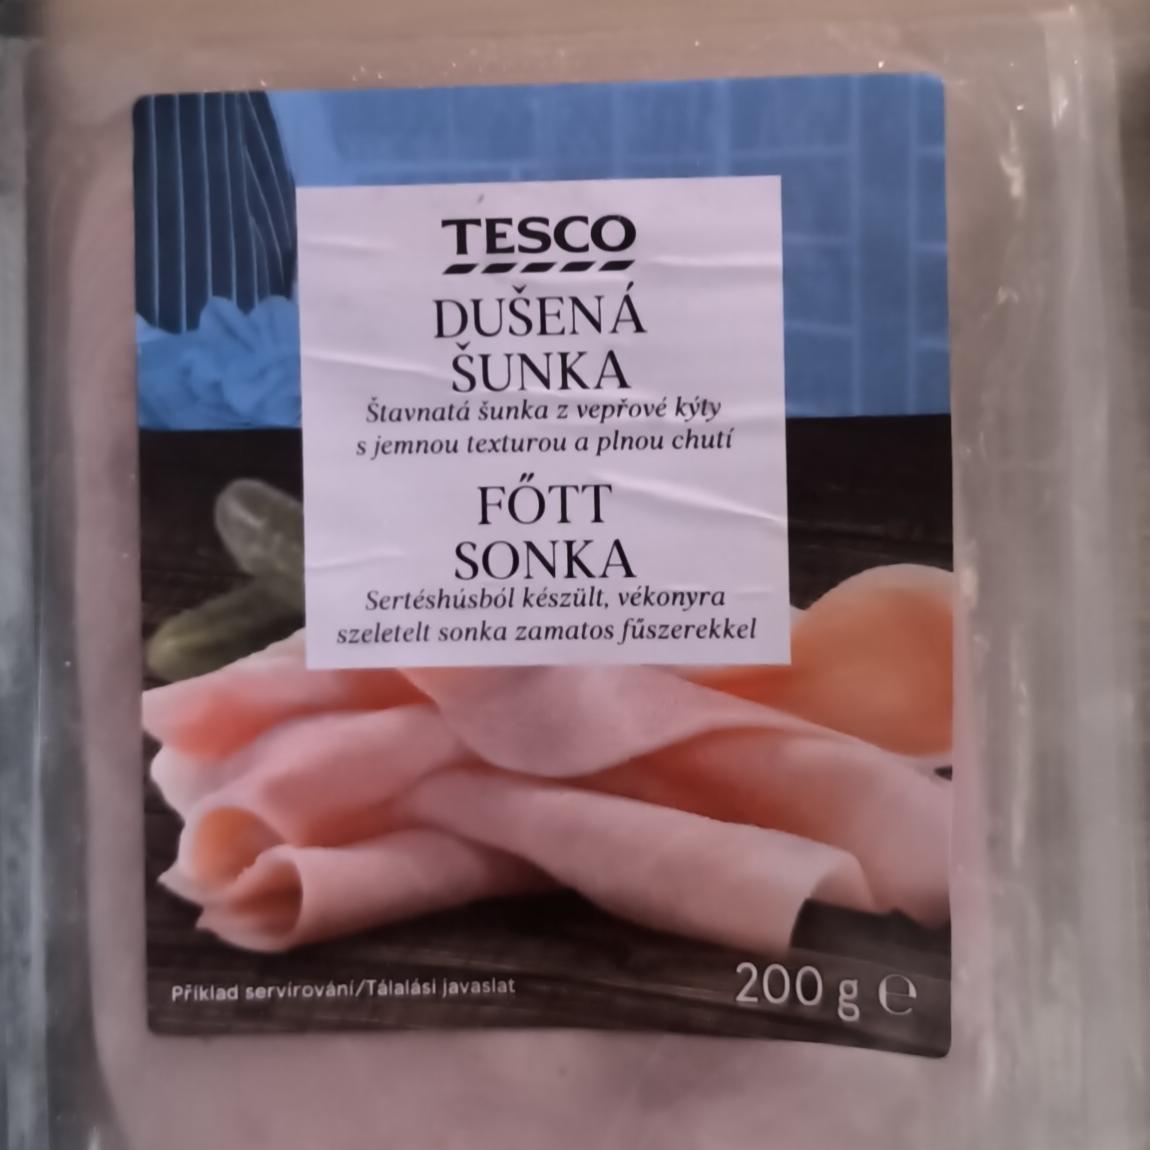 TESCO
DUŠENÁ
ŠUNKA
Štavnatá šunka z vepřové kýty
s jemnou texturou a plnou chutí
FŐTT
SONKA
Sertéshúsból készült, vékonyra
szeletelt sonka zamatos fűszerekkel
Příklad servírování/Tálalási javaslat
200 g ℮